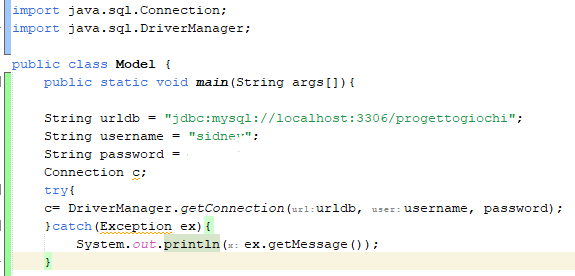 import java.sql.Connection;
import java.sql.DriverManager;
public class Model {
public static void main(String args[]){
String urldb = "jdbc:mysql://localhost:3306/progettogiochi";
String username = "sidney";
String password =
Connection c;
try{
c= DriverManager.getConnection(url:urldb, user:username, password);
}catch(Exception ex){
System.out.println(x: ex.getMessage());
}